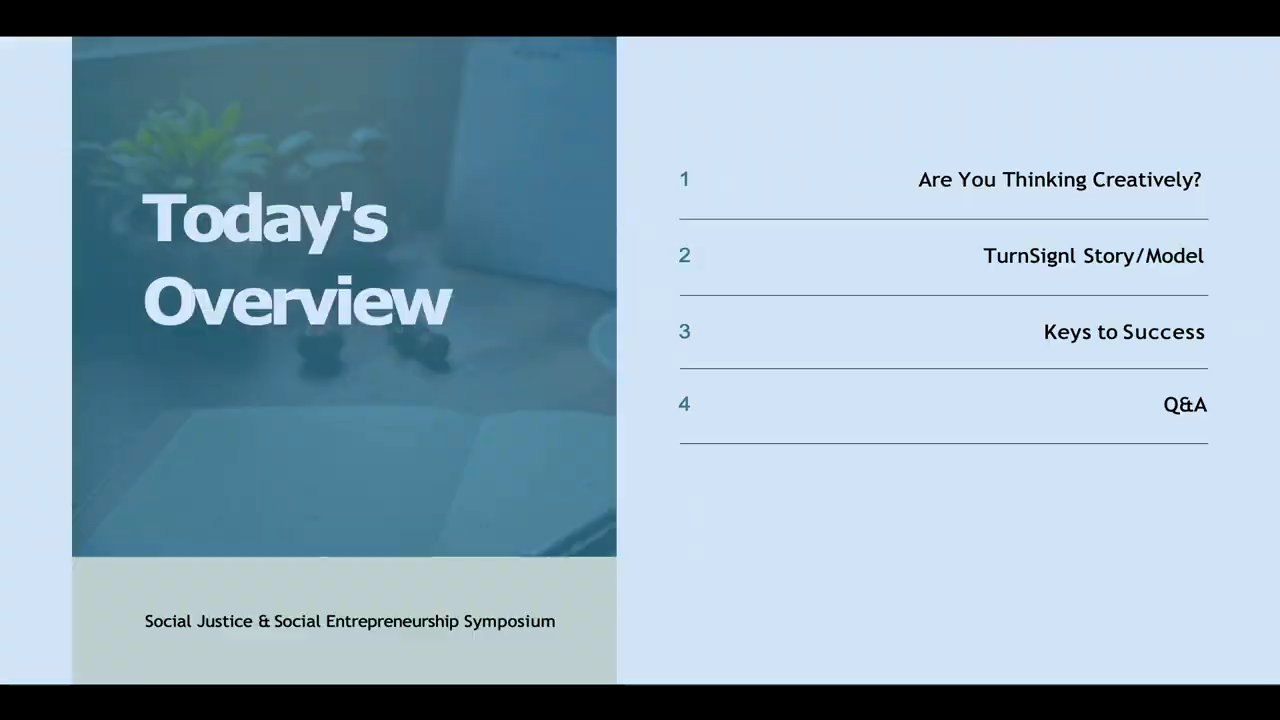 Today's
Overview
Social Justice & Social Entrepreneurship Symposium
1 Are You Thinking Creatively?
2 TurnSignl Story/Model
3 Keys to Success
4 Q&A